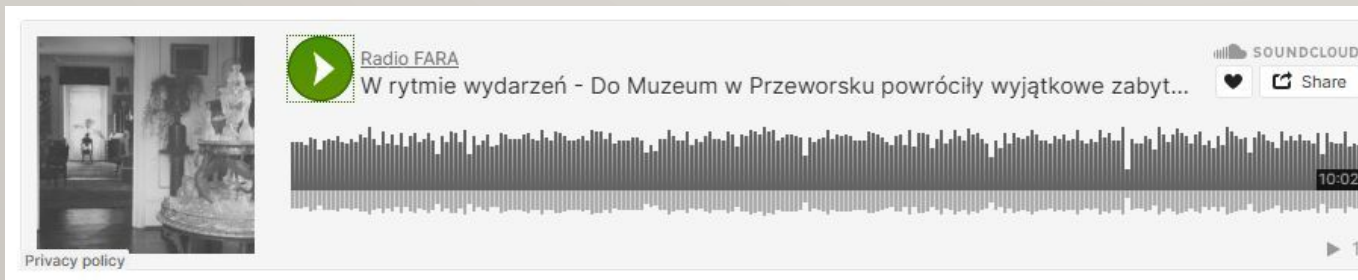 Radio FARA
W rytmie wydarzeń - Do Muzeum w Przeworsku powróciły wyjątkowe zabyt...
SOUNDCLOUD
Share
10:02
Privacy policy